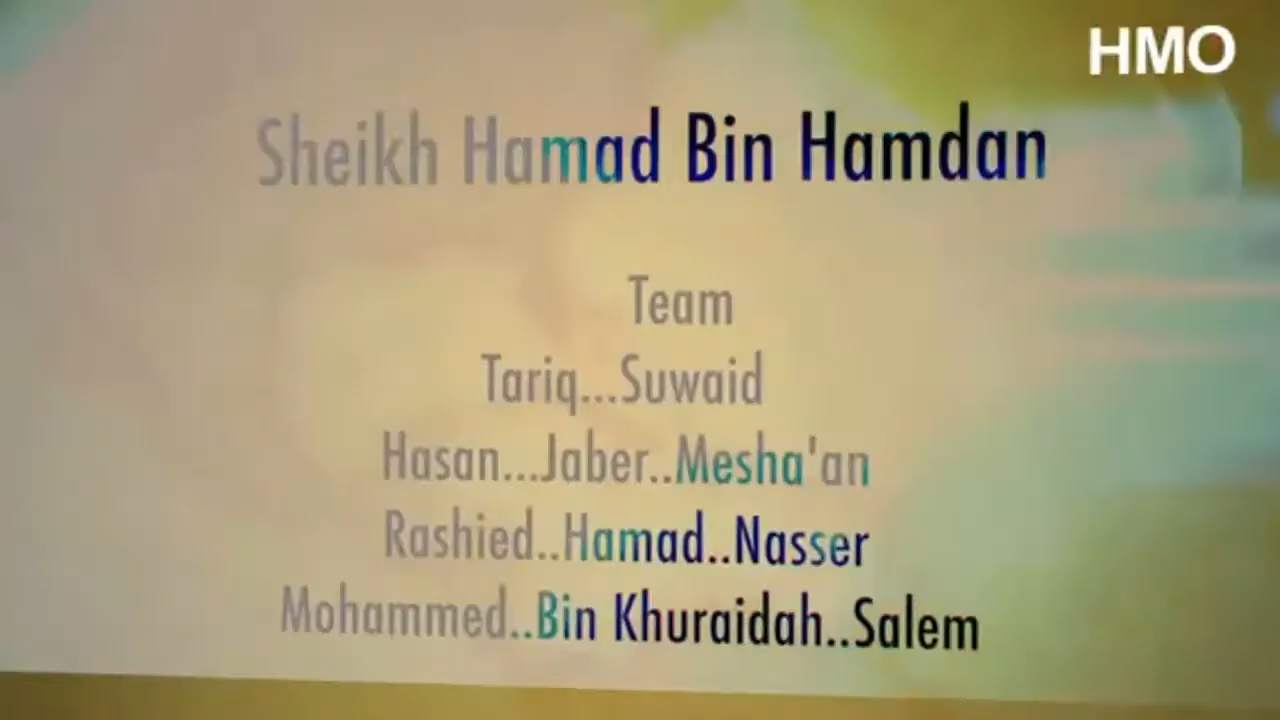 HMO
Sheikh Hamad Bin Hamdan
Team
Tariq...Suwaid
Hasan...Jaber..Mesha'an
Rashied..Hamad..Nasser
Mohammed..Bin Khuraidah..Salem